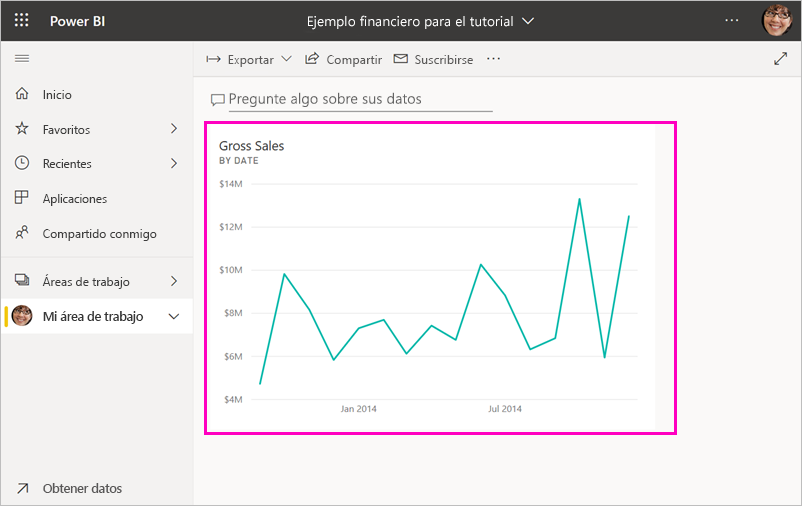 Power BI
Ejemplo financiero para el tutorial
Exportar
Compartir
Suscribirse
Inicio
Favoritos
Recientes
Aplicaciones
Compartido conmigo
Áreas de trabajo
Mi área de trabajo
Obtener datos
Pregunte algo sobre sus datos
Gross Sales
BY DATE
$14M
$12M
$10M
$8M
$6M
$4M
Jan 2014
Jul 2014